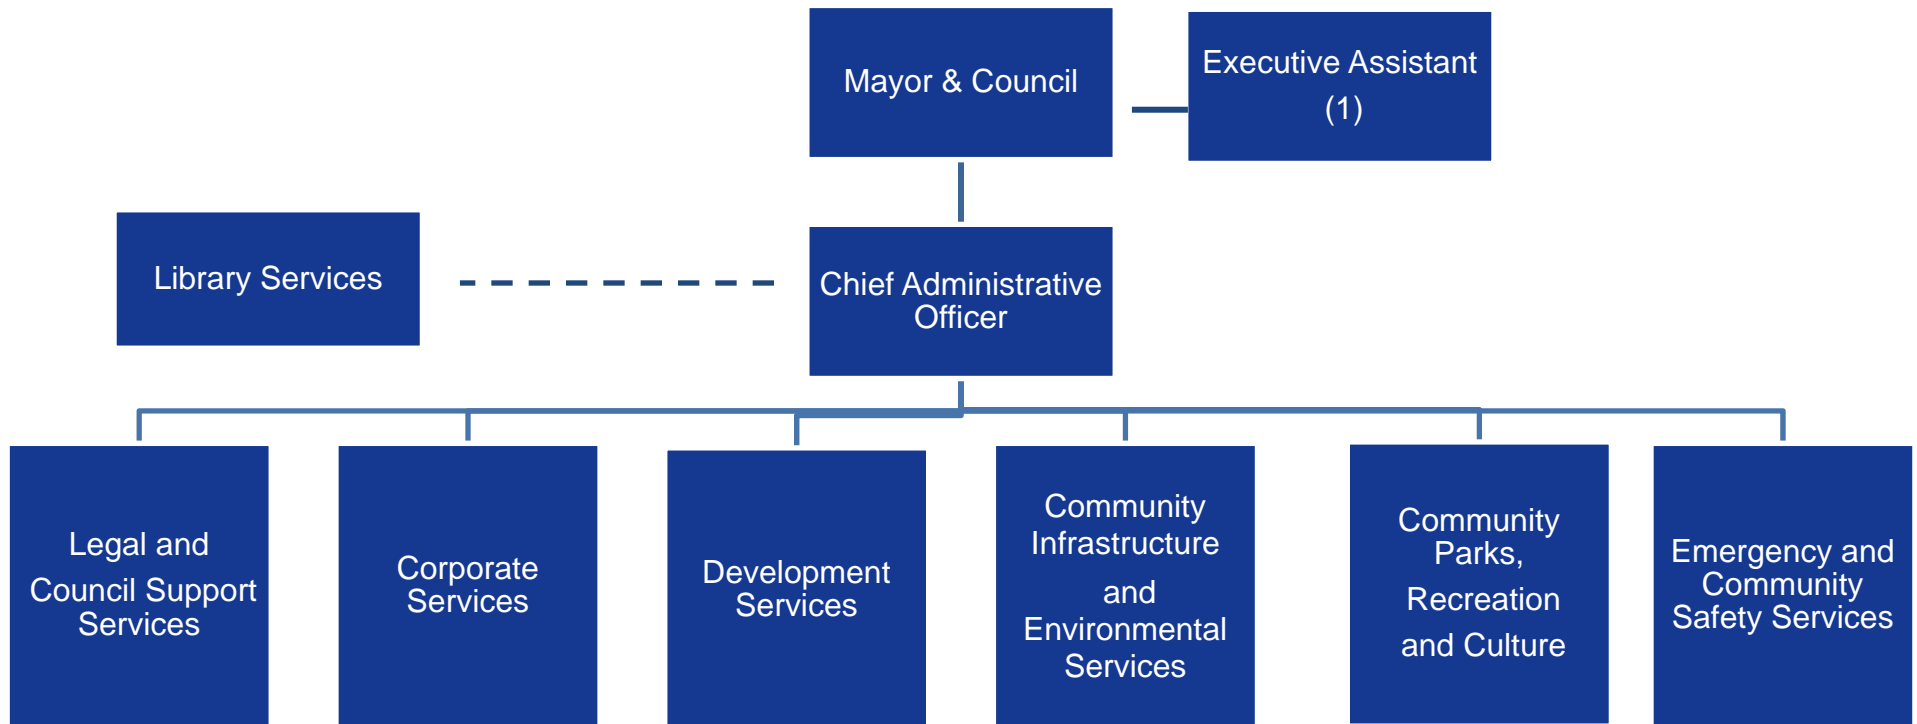 Mayor & Council
Executive Assistant
(1)
Library Services
Chief Administrative
Officer
Legal and
Council Support
Services
Corporate
Services
Development
Services
Community
Infrastructure
and
Environmental
Services
Community
Parks,
Recreation
and Culture
Emergency and
Community
Safety Services